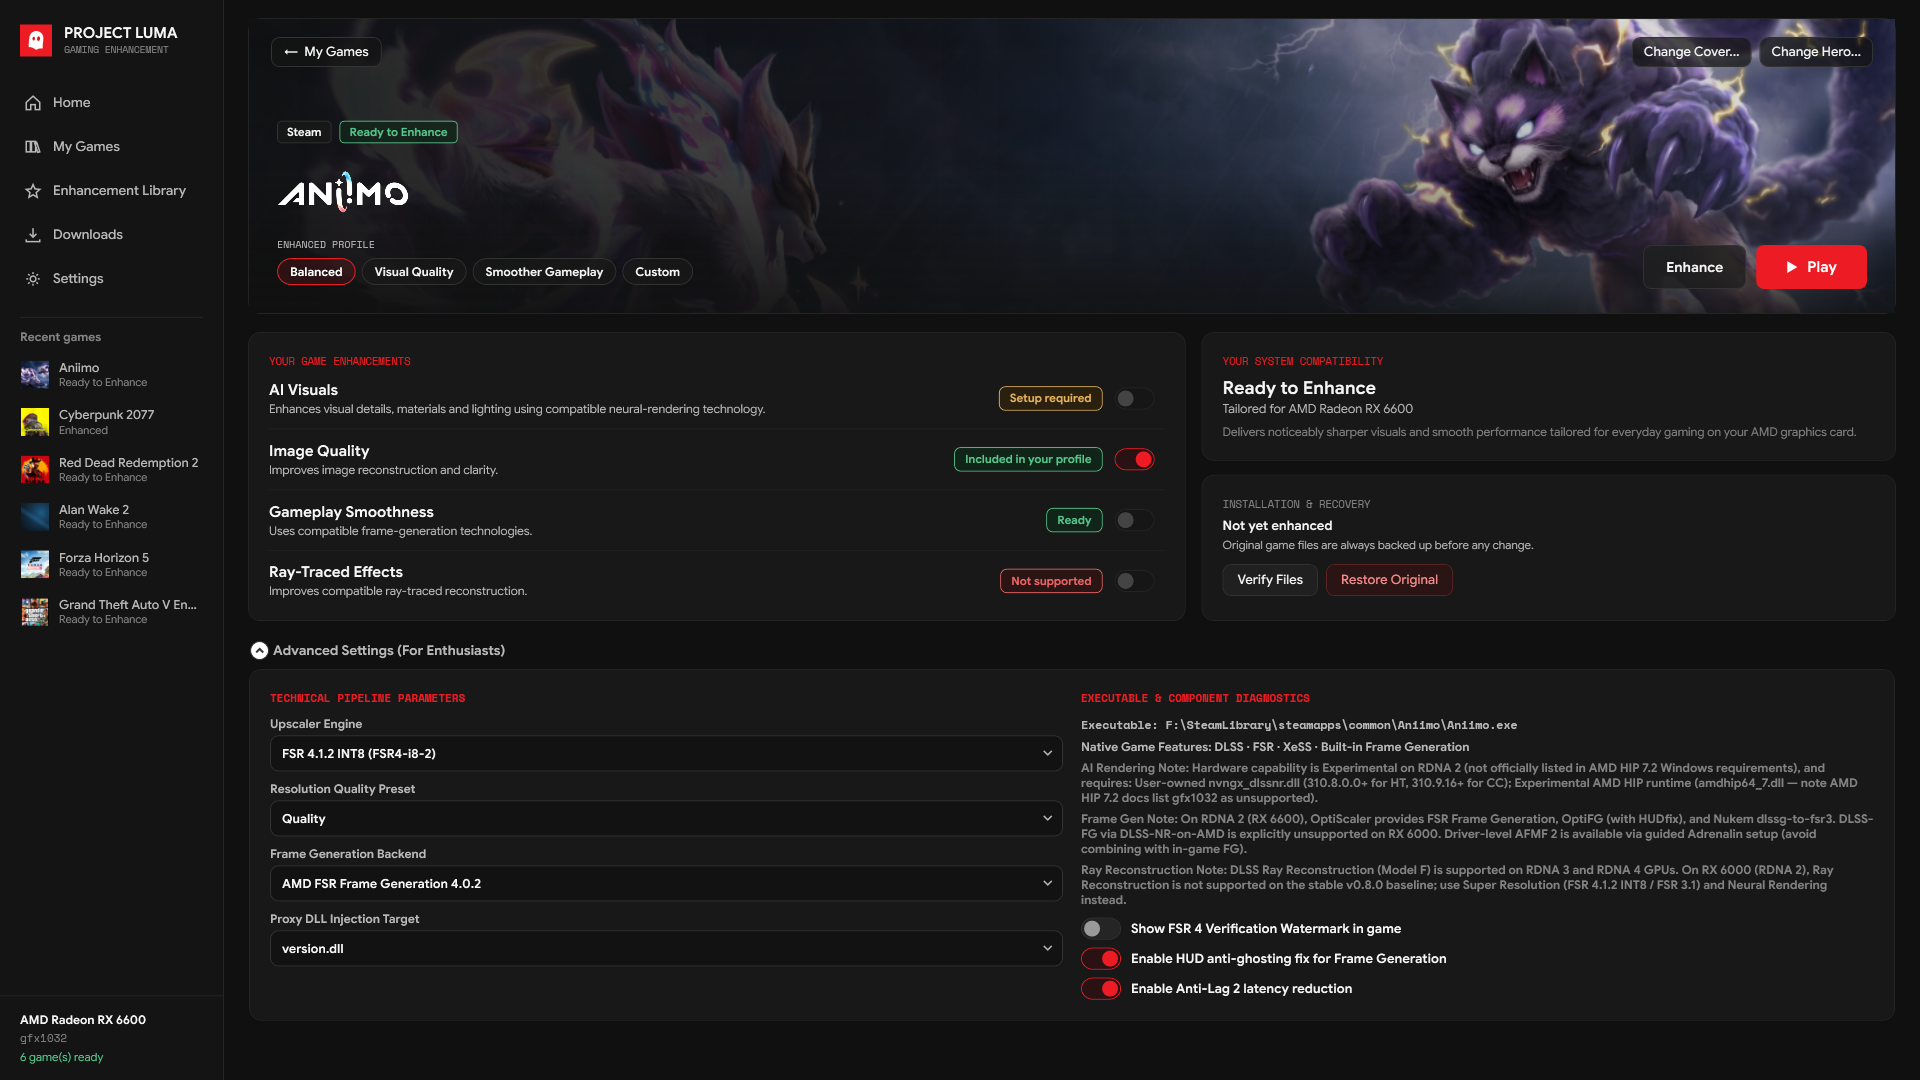 PROJECT LUMA
GAMING ENHANCEMENT
Home
My Games
Enhancement Library
Downloads
Settings
Recent games
Aniimo
Ready to Enhance
Cyberpunk 2077
Enhanced
Red Dead Redemption 2
Ready to Enhance
Alan Wake 2
Ready to Enhance
Forza Horizon 5
Ready to Enhance
Grand Theft Auto V En...
Ready to Enhance
AMD Radeon RX 6600
gfx1032
6 game(s) ready
← My Games
Change Cover...
Change Hero...
Steam
Ready to Enhance
ANIIMO
ENHANCED PROFILE
Balanced
Visual Quality
Smoother Gameplay
Custom
Enhance
Play
YOUR GAME ENHANCEMENTS
AI Visuals
Enhances visual details, materials and lighting using compatible neural-rendering technology.
Setup required
Image Quality
Improves image reconstruction and clarity.
Included in your profile
Gameplay Smoothness
Uses compatible frame-generation technologies.
Ready
Ray-Traced Effects
Improves compatible ray-traced reconstruction.
Not supported
YOUR SYSTEM COMPATIBILITY
Ready to Enhance
Tailored for AMD Radeon RX 6600
Delivers noticeably sharper visuals and smooth performance tailored for everyday gaming on your AMD graphics card.
INSTALLATION & RECOVERY
Not yet enhanced
Original game files are always backed up before any change.
Verify Files
Restore Original
Advanced Settings (For Enthusiasts)
TECHNICAL PIPELINE PARAMETERS
Upscaler Engine
FSR 4.1.2 INT8 (FSR4-i8-2)
Resolution Quality Preset
Quality
Frame Generation Backend
AMD FSR Frame Generation 4.0.2
Proxy DLL Injection Target
version.dll
EXECUTABLE & COMPONENT DIAGNOSTICS
Executable: F:\SteamLibrary\steamapps\common\Aniimo\Aniimo.exe
Native Game Features: DLSS · FSR · XeSS · Built-in Frame Generation
AI Rendering Note: Hardware capability is Experimental on RDNA 2 (not officially listed in AMD HIP 7.2 Windows requirements), and
requires: User-owned nvngx_dlssnr.dll (310.8.0.0+ for HT, 310.9.16+ for CC); Experimental AMD HIP runtime (amdhip64_7.dll — note AMD
HIP 7.2 docs list gfx1032 as unsupported).
Frame Gen Note: On RDNA 2 (RX 6600), OptiScaler provides FSR Frame Generation, OptiFG (with HUDfix), and Nukem dlssg-to-fsr3. DLSS-
FG via DLSS-NR-on-AMD is explicitly unsupported on RX 6000. Driver-level AFMF 2 is available via guided Adrenalin setup (avoid
combining with in-game FG).
Ray Reconstruction Note: DLSS Ray Reconstruction (Model F) is supported on RDNA 3 and RDNA 4 GPUs. On RX 6000 (RDNA 2), Ray
Reconstruction is not supported on the stable v0.8.0 baseline; use Super Resolution (FSR 4.1.2 INT8 / FSR 3.1) and Neural Rendering
instead.
Show FSR 4 Verification Watermark in game
Enable HUD anti-ghosting fix for Frame Generation
Enable Anti-Lag 2 latency reduction